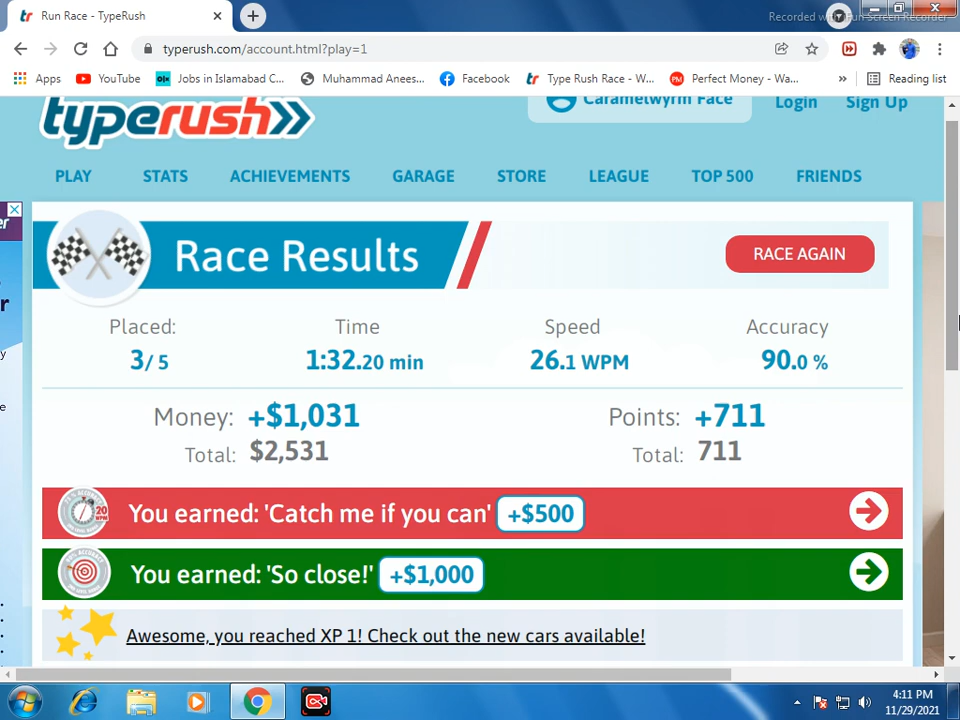 Run Race - TypeRush
Recorded with Fun Screen Recorder
typerush.com/account.html?play=1
Apps YouTube Jobs in Islamabad C... Muhammad Anees... Facebook Type Rush Race - W... Perfect Money - Wa... » Reading list
typerush
Caramelwyrm Face
Login Sign Up
PLAY STATS ACHIEVEMENTS GARAGE STORE LEAGUE TOP 500 FRIENDS
Race Results
RACE AGAIN
Placed: Time Speed Accuracy
3/ 5 1:32.20 min 26.1 WPM 90.0 %
Money: +$1,031 Points: +711
Total: $2,531 Total: 711
You earned: 'Catch me if you can' +$500
You earned: 'So close!' +$1,000
Awesome, you reached XP 1! Check out the new cars available!
4:11 PM
11/29/2021